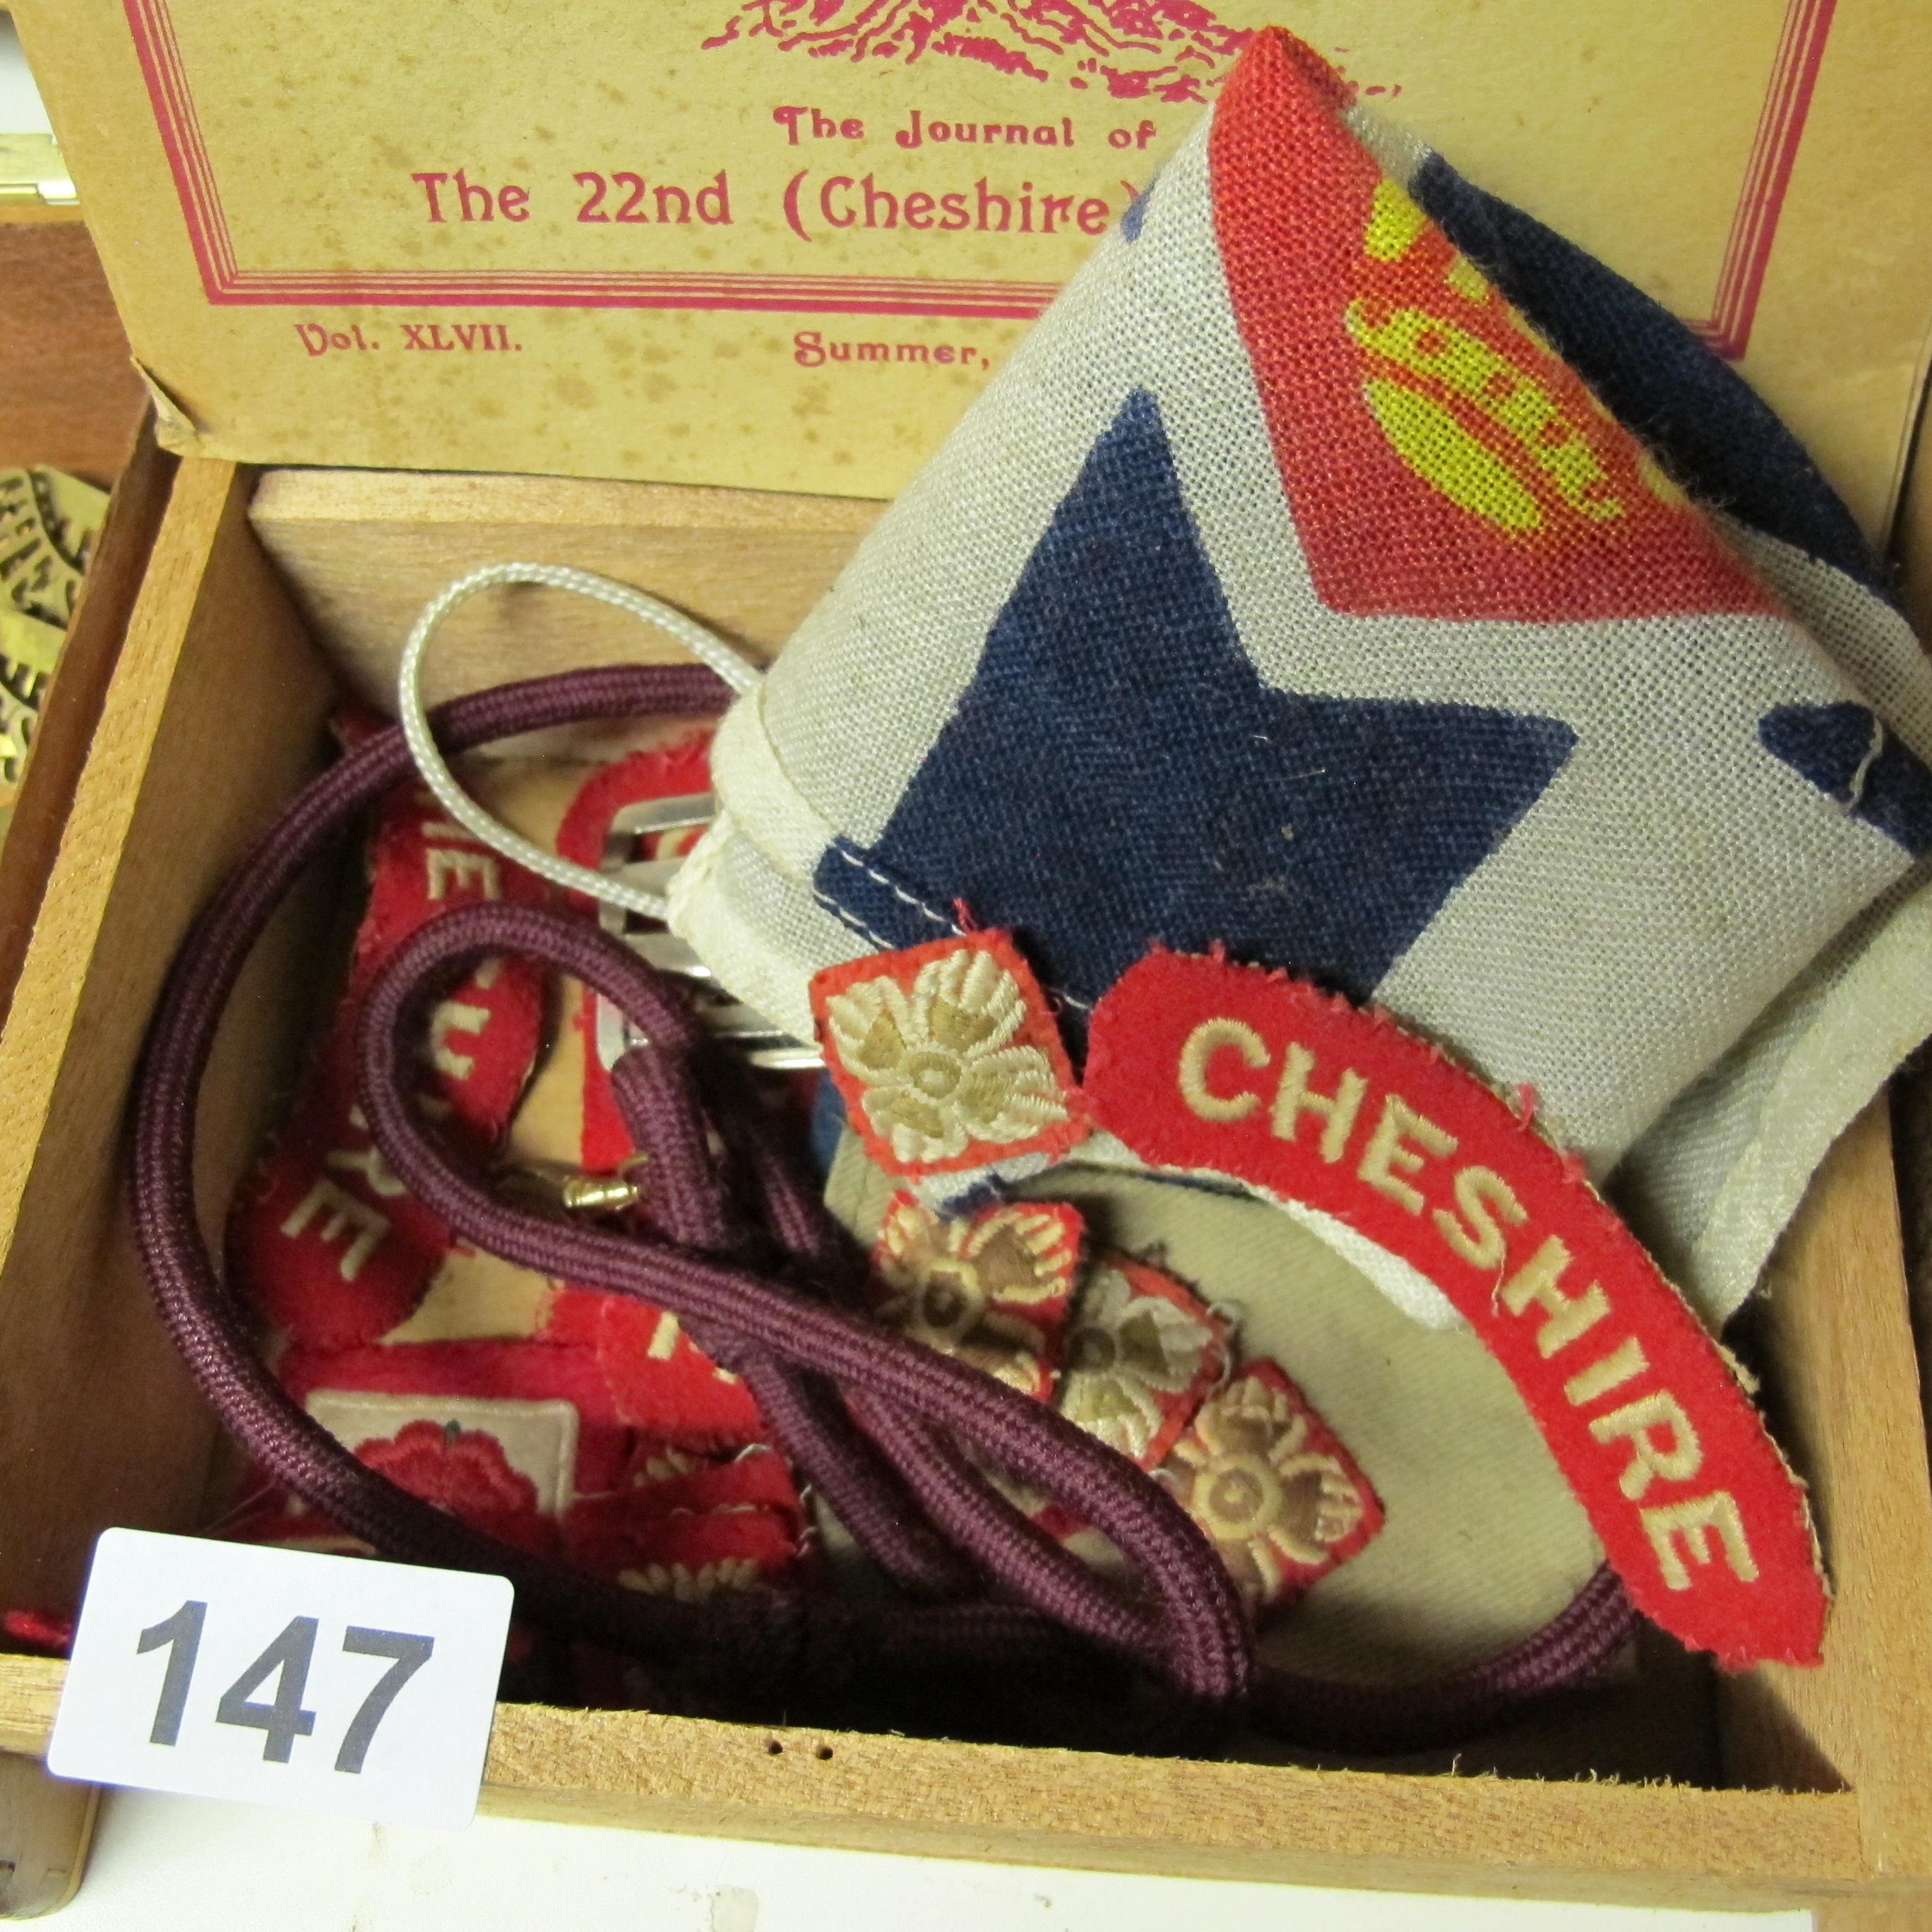 The Journal of
The 22nd (Cheshire)
Vol. XLVII.
Summer,
CHESHIRE
147